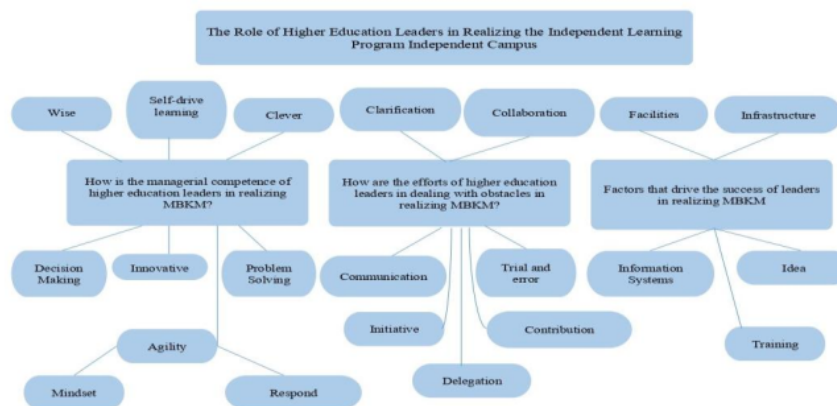 The Role of Higher Education Leaders in Realizing the Independent Learning
Program Independent Campus
Wise
Self-drive
learning
Clever
Clarification
Collaboration
Facilities
Infrastructure
How is the managerial competence of
higher education leaders in realizing
MBKM?
How are the efforts of higher education
leaders in dealing with obstacles in
realizing MBKM?
Factors that drive the success of leaders
in realizing MBKM
Decision
Making
Innovative
Problem
Solving
Communication
Trial and
error
Information
Systems
Idea
Agility
Initiative
Contribution
Training
Mindset
Respond
Delegation